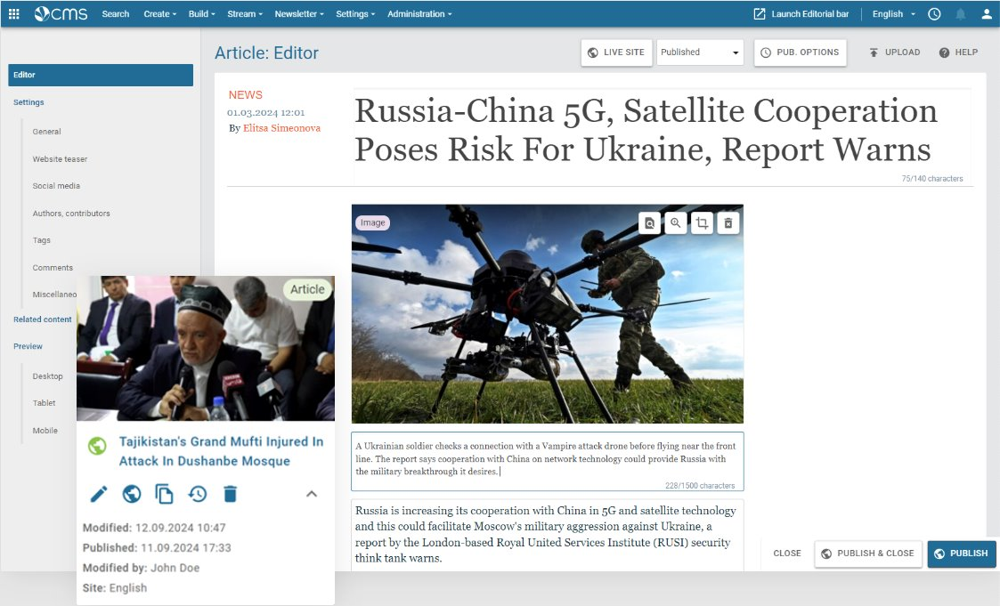 CMS
Search
Create
Build
Stream
Newsletter
Settings
Administration
Launch Editorial bar
English
Article: Editor
LIVE SITE
Published
PUB. OPTIONS
UPLOAD
HELP
Editor
Settings
General
Website teaser
Social media
Authors, contributors
Tags
Comments
Miscellaneo
Related content
Preview
Desktop
Tablet
Mobile
NEWS
01.03.2024 12:01
By Elitsa Simeonova
Russia-China 5G, Satellite Cooperation
Poses Risk For Ukraine, Report Warns
75/140 characters
Image
A Ukrainian soldier checks a connection with a Vampire attack drone before flying near the front
line. The report says cooperation with China on network technology could provide Russia with
the military breakthrough it desires.
228/1500 characters
Russia is increasing its cooperation with China in 5G and satellite technology
and this could facilitate Moscow's military aggression against Ukraine, a
report by the London-based Royal United Services Institute (RUSI) security
think tank warns.
Article
Tajikistan's Grand Mufti Injured In
Attack In Dushanbe Mosque
Modified: 12.09.2024 10:47
Published: 11.09.2024 17:33
Modified by: John Doe
Site: English
CLOSE
PUBLISH & CLOSE
PUBLISH